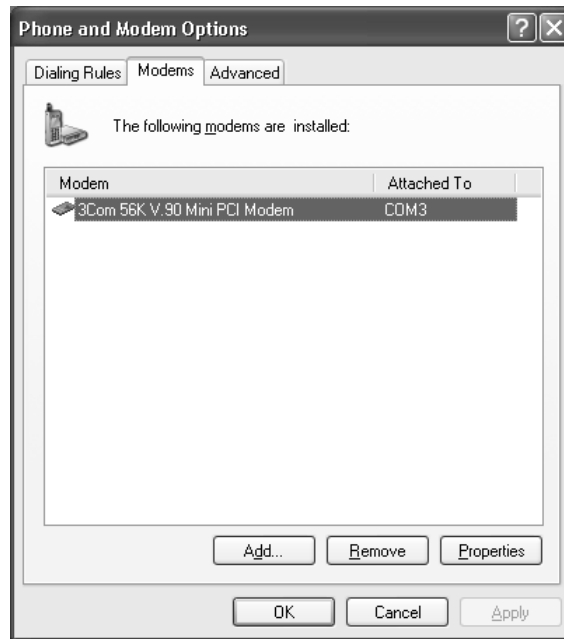 Phone and Modem Options
Dialing Rules Modems Advanced
The following modems are installed:
Modem Attached To
3Com 56K V.90 Mini PCI Modem COM3
Add... Remove Properties
OK Cancel Apply